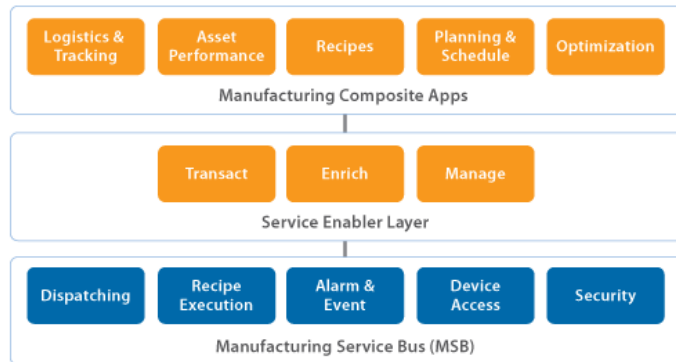 Logistics &
Tracking
Asset
Performance
Recipes
Planning &
Schedule
Optimization
Manufacturing Composite Apps
Transact
Enrich
Manage
Service Enabler Layer
Dispatching
Recipe
Execution
Alarm &
Event
Device
Access
Security
Manufacturing Service Bus (MSB)